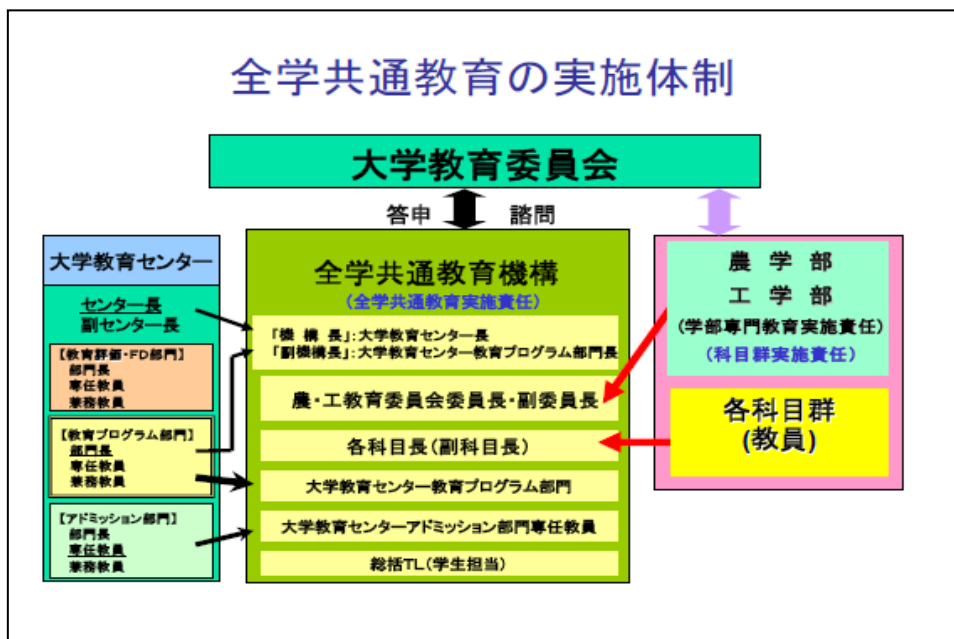 全学共通教育の実施体制
大学教育委員会
答申 諮問
大学教育センター
センター長
副センター長
【教育評価・FD部門】
部門長
専任教員
兼務教員
【教育プログラム部門】
部門長
専任教員
兼務教員
【アドミッション部門】
部門長
専任教員
兼務教員
全学共通教育機構
(全学共通教育実施責任)
「機 構 長」:大学教育センター長
「副機構長」:大学教育センター教育プログラム部門長
農・工教育委員会委員長・副委員長
各科目長(副科目長)
大学教育センター教育プログラム部門
大学教育センターアドミッション部門専任教員
総括TL(学生担当)
農 学 部
工 学 部
(学部専門教育実施責任)
(科目群実施責任)
各科目群
(教員)